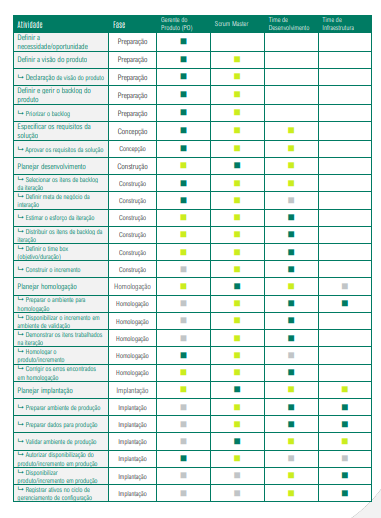 Atividade Fase Gerente do Produto (PO) Scrum Master Time de Desenvolvimento Time de Infraestrutura
Definir a
necessidade/oportunidade Preparação
Definir a visão do produto Preparação
↳ Declaração de visão do produto Preparação
Definir e gerir o backlog do
produto Preparação
↳ Priorizar o backlog Preparação
Especificar os requisitos da
solução Concepção
↳ Aprovar os requisitos da solução Concepção
Planejar desenvolvimento Construção
↳ Selecionar os itens de backlog
da iteração Construção
↳ Definir meta de negócio da
interação Construção
↳ Estimar o esforço da iteração Construção
↳ Distribuir os itens de backlog da
iteração Construção
↳ Definir o time box
(objetivo/duração) Construção
↳ Construir o incremento Construção
Planejar homologação Homologação
↳ Preparar o ambiente para
homologação Homologação
↳ Disponibilizar o incremento em
ambiente de validação Homologação
↳ Demonstrar os itens trabalhados
na iteração Homologação
↳ Homologar o
produto/incremento Homologação
↳ Corrigir os erros encontrados
em homologação Homologação
Planejar implantação Implantação
↳ Preparar ambiente de produção Implantação
↳ Preparar dados para produção Implantação
↳ Validar ambiente de produção Implantação
↳ Autorizar disponibilização do
produto/incremento em produção Implantação
↳ Disponibilizar
produto/incremento em produção Implantação
↳ Registrar ativos no ciclo de
gerenciamento de configuração Implantação